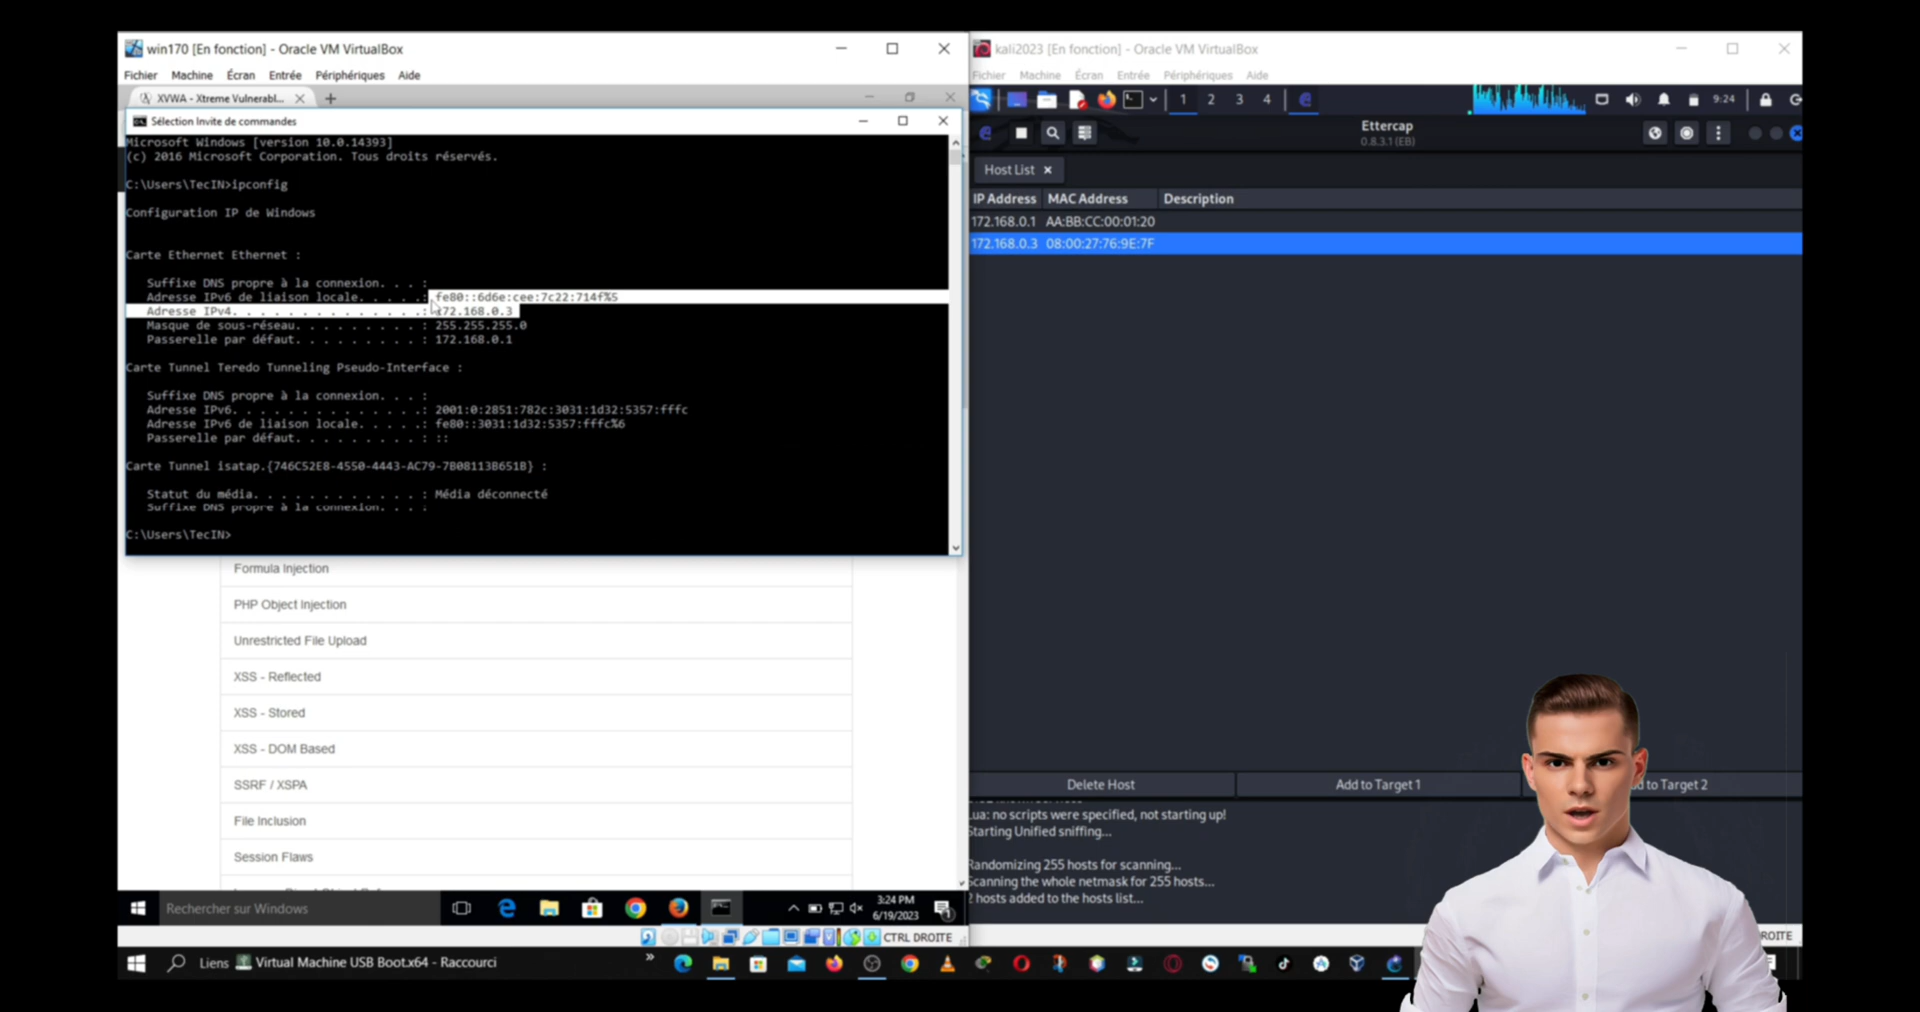 win170 [En fonction] - Oracle VM VirtualBox
Fichier Machine Écran Entrée Périphériques Aide
XVWA - Xtreme Vulnerabl...
Sélection Invite de commandes
Microsoft Windows [version 10.0.14393]
(c) 2016 Microsoft Corporation. Tous droits réservés.
C:\Users\TecIN>ipconfig
Configuration IP de Windows
Carte Ethernet Ethernet :
Suffixe DNS propre à la connexion. . . :
Adresse IPv6 de liaison locale. . . . .: fe80::6d6e:cee:7c22:714f%5
Adresse IPv4. . . . . . . . . . . . . .: 172.168.0.3
Masque de sous-réseau. . . . . . . . . : 255.255.255.0
Passerelle par défaut. . . . . . . . . : 172.168.0.1
Carte Tunnel Teredo Tunneling Pseudo-Interface :
Suffixe DNS propre à la connexion. . . :
Adresse IPv6. . . . . . . . . . . . . .: 2001:0:2851:782c:3031:1d32:5357:fffc
Adresse IPv6 de liaison locale. . . . .: fe80::3031:1d32:5357:fffc%6
Passerelle par défaut. . . . . . . . . : ::
Carte Tunnel isatap.{746C52E8-4550-4443-AC79-7B08113B651B} :
Statut du média. . . . . . . . . . . . : Média déconnecté
Suffixe DNS propre à la connexion. . . :
C:\Users\TecIN>
Formula Injection
PHP Object Injection
Unrestricted File Upload
XSS - Reflected
XSS - Stored
XSS - DOM Based
SSRF / XSPA
File Inclusion
Session Flaws
Rechercher sur Windows
3:24 PM
6/19/2023
1
CTRL DROITE
kali2023 [En fonction] - Oracle VM VirtualBox
Fichier Machine Écran Entrée Périphériques Aide
1 2 3 4
9:24
Ettercap
0.8.3.1 (EB)
Host List
IP Address MAC Address Description
172.168.0.1 AA:BB:CC:00:01:20
172.168.0.3 08:00:27:76:9E:7F
Delete Host
Add to Target 1
d to Target 2
Lua: no scripts were specified, not starting up!
Starting Unified sniffing...
Randomizing 255 hosts for scanning...
Scanning the whole netmask for 255 hosts...
2 hosts added to the hosts list...
ROITE
Liens Virtual Machine USB Boot.x64 - Raccourci